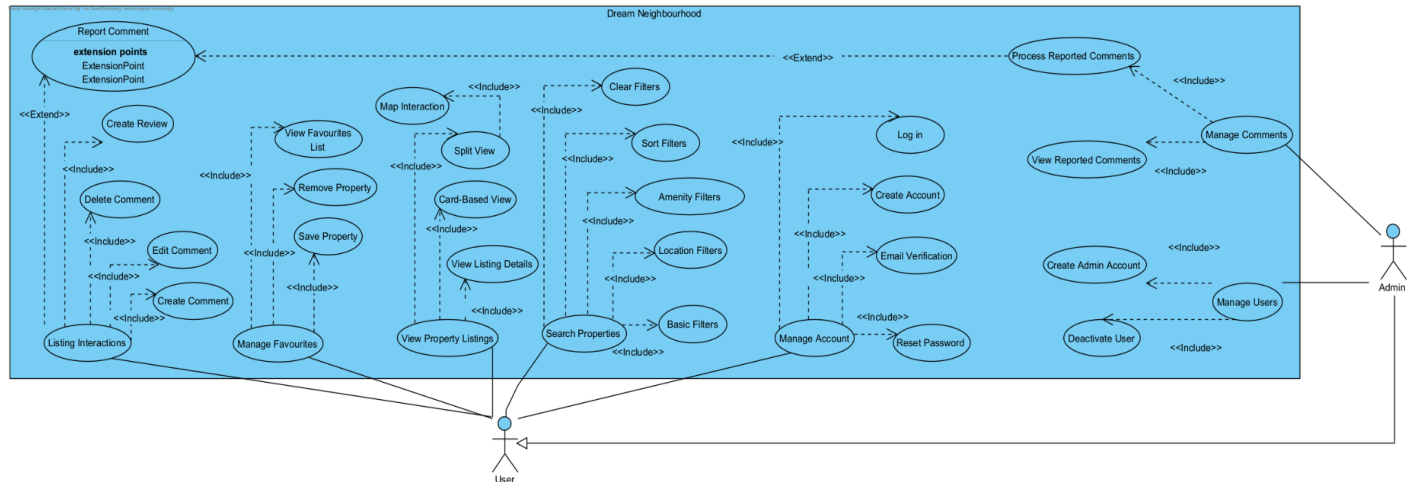 Dream Neighbourhood
Report Comment
extension points
ExtensionPoint
ExtensionPoint
<<Extend>>
Process Reported Comments
<<Include>>
Clear Filters
<<Include>>
Map Interaction
<<Include>>
<<Extend>>
Create Review
View Favourites
List
Split View
Sort Filters
<<Include>>
Log in
Manage Comments
View Reported Comments
<<Include>>
<<Include>>
<<Include>>
<<Include>>
Remove Property
Delete Comment
Card-Based View
Amenity Filters
Create Account
<<Include>>
<<Include>>
<<Include>>
Save Property
<<Include>>
Edit Comment
Location Filters
<<Include>>
Email Verification
View Listing Details
Create Admin Account
<<Include>>
<<Include>>
<<Include>>
Create Comment
<<Include>>
Manage Users
<<Include>>
<<Include>>
<<Include>>
Basic Filters
Listing Interactions
Manage Favourites
View Property Listings
Search Properties
<<Include>>
Manage Account
Reset Password
Deactivate User
<<Include>>
Admin
User